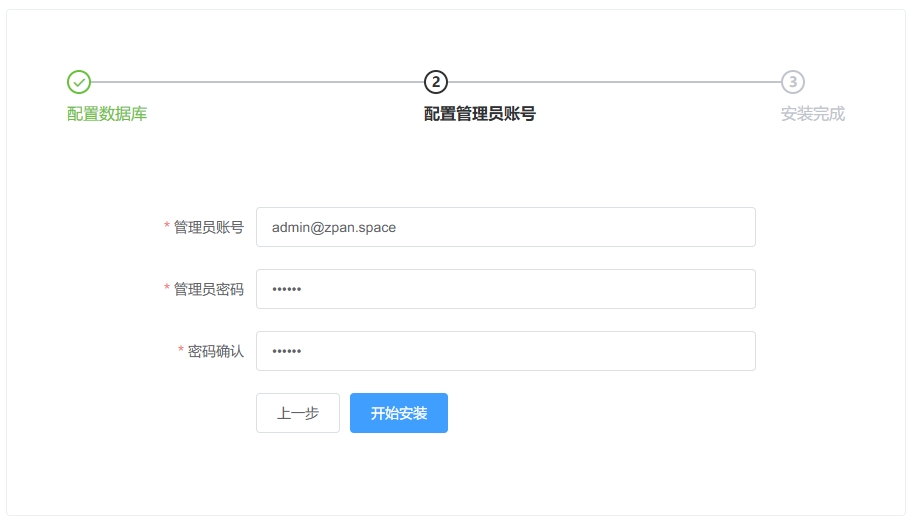 2
3
配置数据库
配置管理员账号
安装完成
* 管理员账号
admin@zpan.space
* 管理员密码
••••••
* 密码确认
••••••
上一步
开始安装